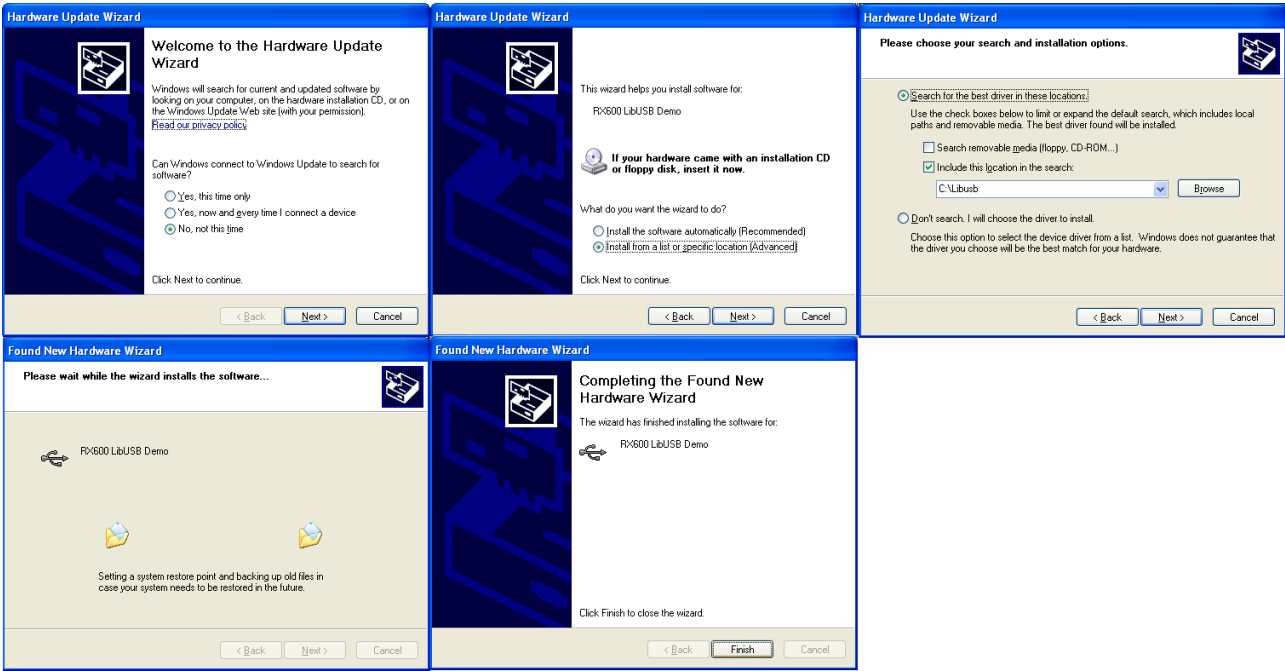 Hardware Update Wizard
Welcome to the Hardware Update
Wizard
Windows will search for current and updated software by
looking on your computer, on the hardware installation CD, or on
the Windows Update Web site (with your permission).
Read our privacy policy
Can Windows connect to Windows Update to search for
software?
Yes, this time only
Yes, now and every time I connect a device
No, not this time
Click Next to continue.
< Back
Next >
Cancel
Hardware Update Wizard
This wizard helps you install software for:
RX600 LibUSB Demo
If your hardware came with an installation CD
or floppy disk, insert it now.
What do you want the wizard to do?
Install the software automatically (Recommended)
Install from a list or specific location (Advanced)
Click Next to continue.
< Back
Next >
Cancel
Hardware Update Wizard
Please choose your search and installation options.
Search for the best driver in these locations.
Use the check boxes below to limit or expand the default search, which includes local
paths and removable media. The best driver found will be installed.
Search removable media (floppy, CD-ROM...)
Include this location in the search:
C:\Libusb
Browse
Don't search. I will choose the driver to install.
Choose this option to select the device driver from a list. Windows does not guarantee that
the driver you choose will be the best match for your hardware.
< Back
Next >
Cancel
Found New Hardware Wizard
Please wait while the wizard installs the software...
RX600 LibUSB Demo
Setting a system restore point and backing up old files in
case your system needs to be restored in the future.
< Back
Next >
Cancel
Found New Hardware Wizard
Completing the Found New
Hardware Wizard
The wizard has finished installing the software for:
RX600 LibUSB Demo
Click Finish to close the wizard.
< Back
Finish
Cancel